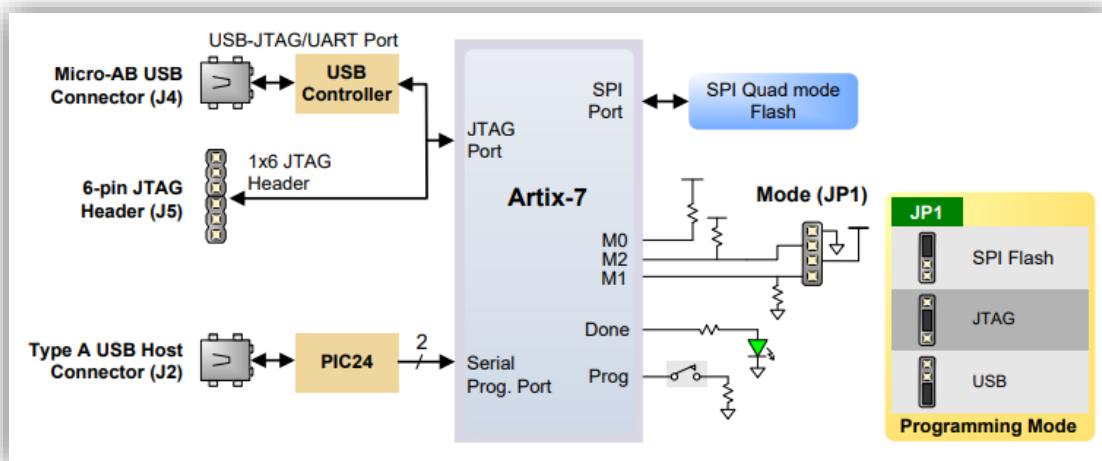 USB-JTAG/UART Port
Micro-AB USB
Connector (J4)
USB
Controller
6-pin JTAG
Header (J5)
1x6 JTAG
Header
Type A USB Host
Connector (J2)
PIC24
2
JTAG
Port
Serial
Prog. Port
Artix-7
SPI
Port
M0
M2
M1
Done
Prog
SPI Quad mode
Flash
Mode (JP1)
JP1
SPI Flash
JTAG
USB
Programming Mode